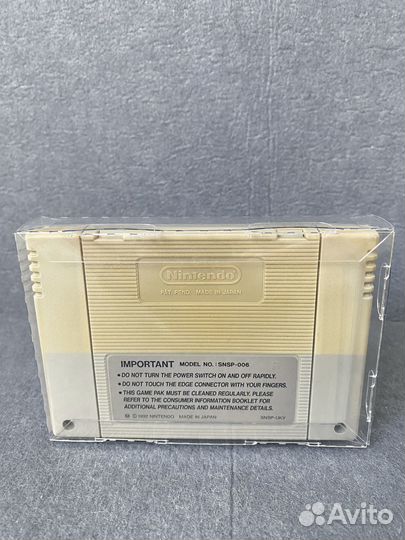 Nintendo
PAT. PEND. MADE IN JAPAN
IMPORTANT MODEL NO.: SNSP-006
• DO NOT TURN THE POWER SWITCH ON AND OFF RAPIDLY.
• DO NOT TOUCH THE EDGE CONNECTOR WITH YOUR FINGERS.
• THIS GAME PAK MUST BE CLEANED REGULARLY. PLEASE
REFER TO THE CONSUMER INFORMATION BOOKLET FOR
ADDITIONAL PRECAUTIONS AND MAINTENANCE DETAILS.
© 1992 NINTENDO MADE IN JAPAN SNSP-UKV
Avito